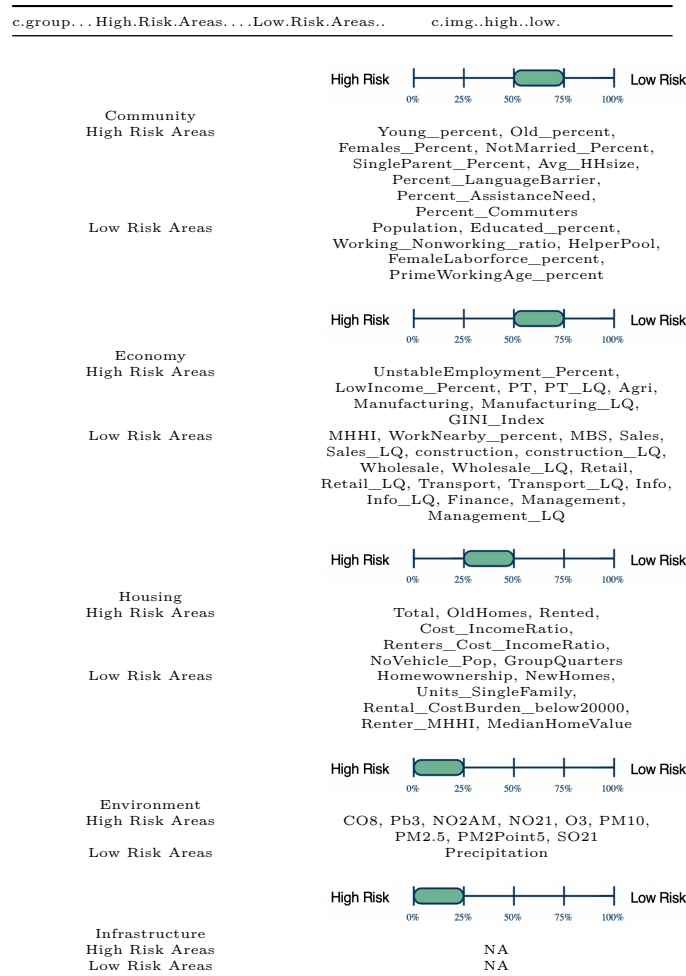 c.group...High.Risk.Areas....Low.Risk.Areas.. c.img..high..low.
High Risk Low Risk
0% 25% 50% 75% 100%
Community
High Risk Areas Young_percent, Old_percent,
Females_Percent, NotMarried_Percent,
SingleParent_Percent, Avg_HHsize,
Percent_LanguageBarrier,
Percent_AssistanceNeed,
Percent_Commuters
Low Risk Areas Population, Educated_percent,
Working_Nonworking_ratio, HelperPool,
FemaleLaborforce_percent,
PrimeWorkingAge_percent
High Risk Low Risk
0% 25% 50% 75% 100%
Economy
High Risk Areas UnstableEmployment_Percent,
LowIncome_Percent, PT, PT_LQ, Agri,
Manufacturing, Manufacturing_LQ,
GINI_Index
Low Risk Areas MHHI, WorkNearby_percent, MBS, Sales,
Sales_LQ, construction, construction_LQ,
Wholesale, Wholesale_LQ, Retail,
Retail_LQ, Transport, Transport_LQ, Info,
Info_LQ, Finance, Management,
Management_LQ
High Risk Low Risk
0% 25% 50% 75% 100%
Housing
High Risk Areas Total, OldHomes, Rented,
Cost_IncomeRatio,
Renters_Cost_IncomeRatio,
NoVehicle_Pop, GroupQuarters
Low Risk Areas Homewownership, NewHomes,
Units_SingleFamily,
Rental_CostBurden_below20000,
Renter_MHHI, MedianHomeValue
High Risk Low Risk
0% 25% 50% 75% 100%
Environment
High Risk Areas CO8, Pb3, NO2AM, NO21, O3, PM10,
PM2.5, PM2Point5, SO21
Low Risk Areas Precipitation
High Risk Low Risk
0% 25% 50% 75% 100%
Infrastructure
High Risk Areas NA
Low Risk Areas NA